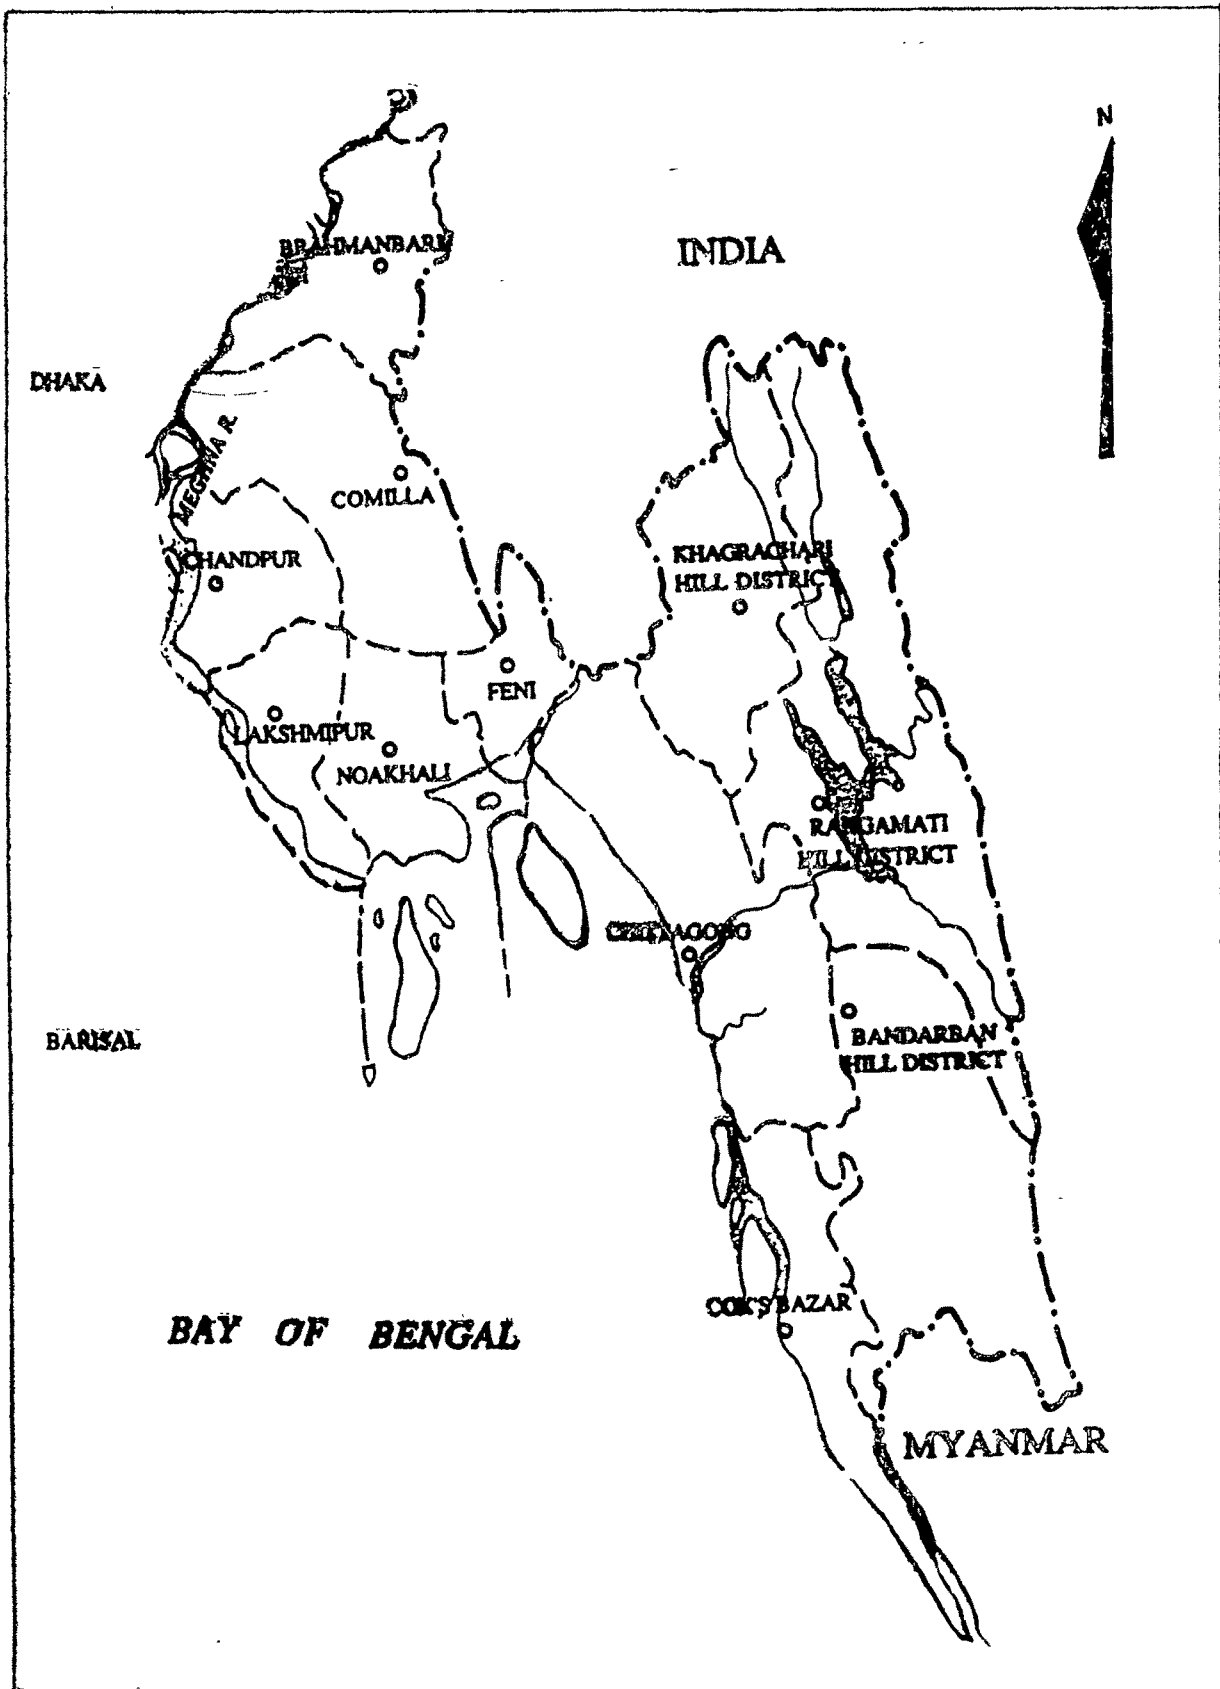 N
BRAHMANBARIA
INDIA
DHAKA
MEGHNA R.
COMILLA
CHANDPUR
KHAGRACHARI
HILL DISTRICT
FENI
LAKSHMIPUR
NOAKHALI
RANGAMATI
HILL DISTRICT
CHITTAGONG
BARISAL
BANDARBAN
HILL DISTRICT
COX'S BAZAR
BAY OF BENGAL
MYANMAR